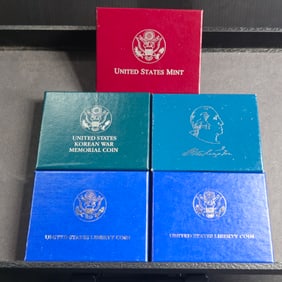 UNITED STATES MINT
UNITED STATES
KOREAN WAR
MEMORIAL COIN
UNITED STATES LIBERTY COIN
UNITED STATES LIBERTY COIN